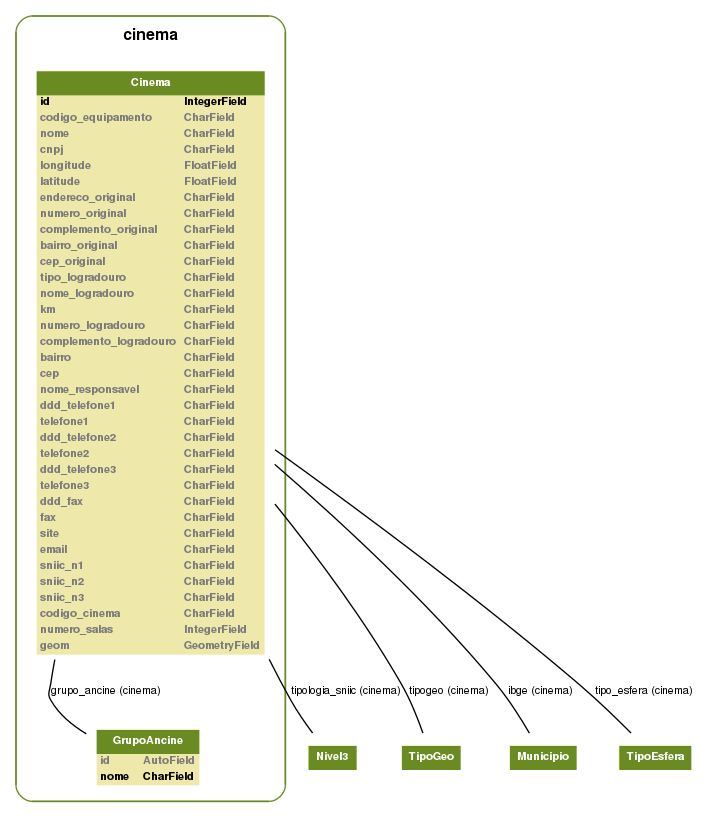 cinema
Cinema
id IntegerField
codigo_equipamento CharField
nome CharField
cnpj CharField
longitude FloatField
latitude FloatField
endereco_original CharField
numero_original CharField
complemento_original CharField
bairro_original CharField
cep_original CharField
tipo_logradouro CharField
nome_logradouro CharField
km CharField
numero_logradouro CharField
complemento_logradouro CharField
bairro CharField
cep CharField
nome_responsavel CharField
ddd_telefone1 CharField
telefone1 CharField
ddd_telefone2 CharField
telefone2 CharField
ddd_telefone3 CharField
telefone3 CharField
ddd_fax CharField
fax CharField
site CharField
email CharField
sniic_n1 CharField
sniic_n2 CharField
sniic_n3 CharField
codigo_cinema CharField
numero_salas IntegerField
geom GeometryField
grupo_ancine (cinema) tipologia_sniic (cinema) tipogeo (cinema) ibge (cinema) tipo_esfera (cinema)
GrupoAncine
id AutoField
nome CharField
Nivel3 TipoGeo Municipio TipoEsfera